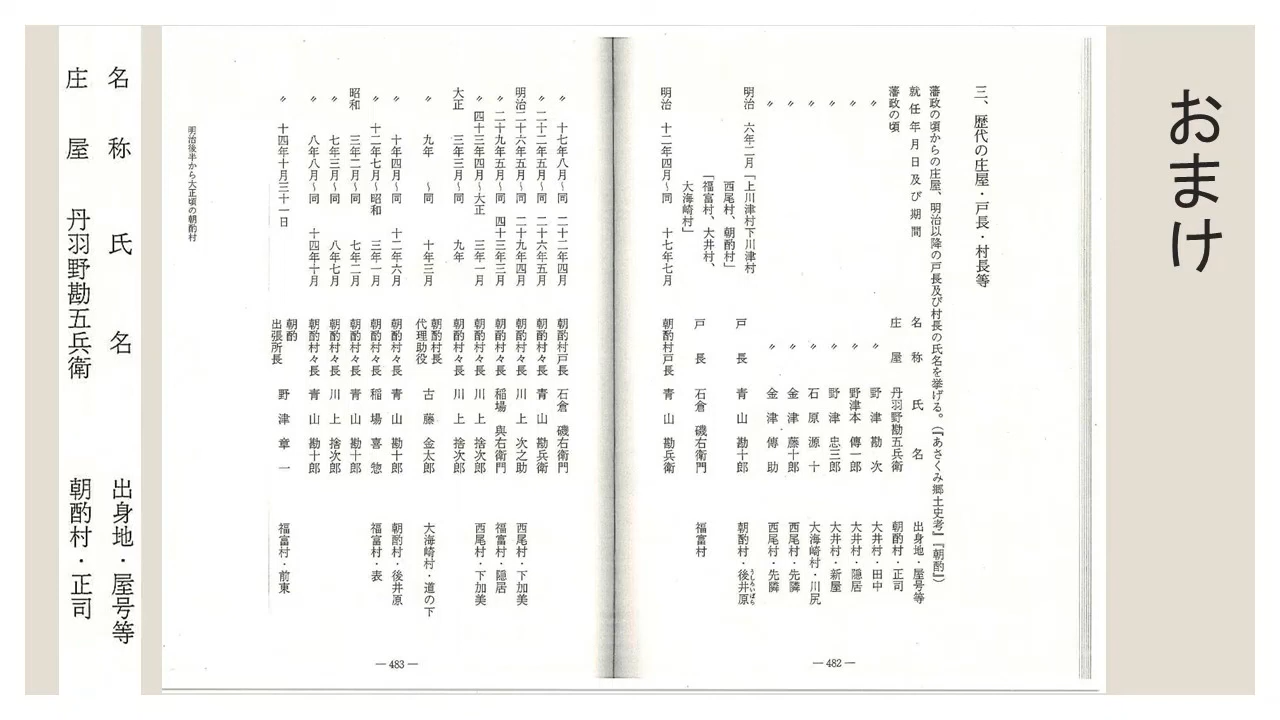 おまけ
三、歴代の庄屋・戸長・村長等
藩政の頃からの庄屋、明治以降の戸長及び村長の氏名を挙げる。（『あさくみ郷土史考』『朝酌』）
就任年月日及び期間 名称 氏名 出身地・屋号等
藩政の頃 庄屋 丹羽野勘五兵衛 朝酌村・正司
〃 〃 野津勘次 大井村・田中
〃 野津本傳一郎 大井村・隠居
〃 〃 野津忠三郎 大井村・新屋
〃 〃 石原源十 大海崎村・川尻
〃 金津藤十郎 西尾村・先隣
〃 〃 金津傳助 西尾村・先隣
明治 六年二月「上川津村下川津村 戸長 青山勘十郎 朝酌村・後井原
西尾村、朝酌村」
「福富村、大井村、 戸長 石倉磯右衛門 福富村
大海崎村」
明治 十二年四月～同 十七年七月 朝酌村戸長 青山勘兵衛
― 482 ―
〃 十七年八月～同 二十二年四月 朝酌村戸長 石倉磯右衛門
〃 二十二年五月～同 二十六年五月 青山勘兵衛
明治二十六年五月～同 二十九年四月 朝酌村々長 川上次之助 西尾村・下加美
〃 二十九年五月～同 四十三年三月 朝酌村々長 稲場與右衛門 福富村・隠居
〃 四十三年四月～大正 三年一月 朝酌村々長 川上捨次郎 西尾村・下加美
大正 三年三月～同 九年 朝酌村々長 川上捨次郎
〃 九年 ～同 十年三月 朝酌村長代理助役 古藤金太郎 大海崎村・道の下
〃 十年四月～同 十二年六月 朝酌村々長 青山勘十郎 朝酌村・後井原
〃 十二年七月～昭和 三年一月 朝酌村々長 稲場喜惣 福富村・表
昭和 三年二月～同 七年二月 朝酌村々長 青山勘十郎
〃 七年三月～同 八年七月 朝酌村々長 川上捨次郎
〃 八年八月～同 十四年十月 朝酌村々長 青山勘十郎
〃 十四年十月三十一日 朝酌出張所長 野津章一 福富村・前東
明治後半から大正頃の朝酌村
― 483 ―
名称 氏名 出身地・屋号等
庄屋 丹羽野勘五兵衛 朝酌村・正司